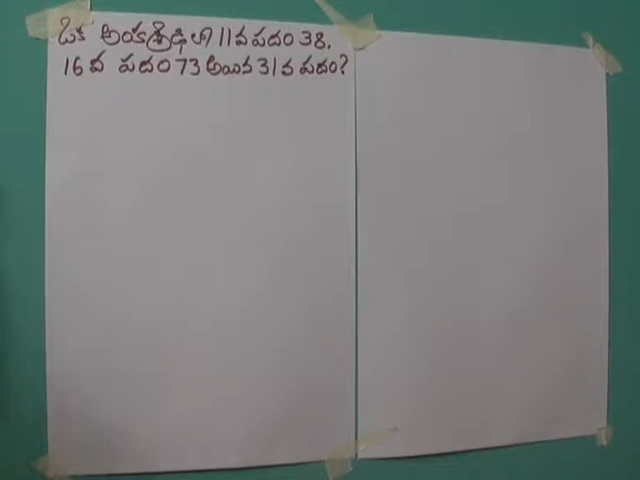 ఒక అంకశ్రేఢిలో 11వ పదం 38,
16వ పదం 73 అయిన 31వ పదం?